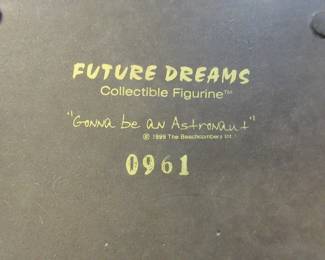 FUTURE DREAMS
Collectible Figurine™
"Gonna be an Astronaut"
© 1999 The Beachcombers Int.
0961